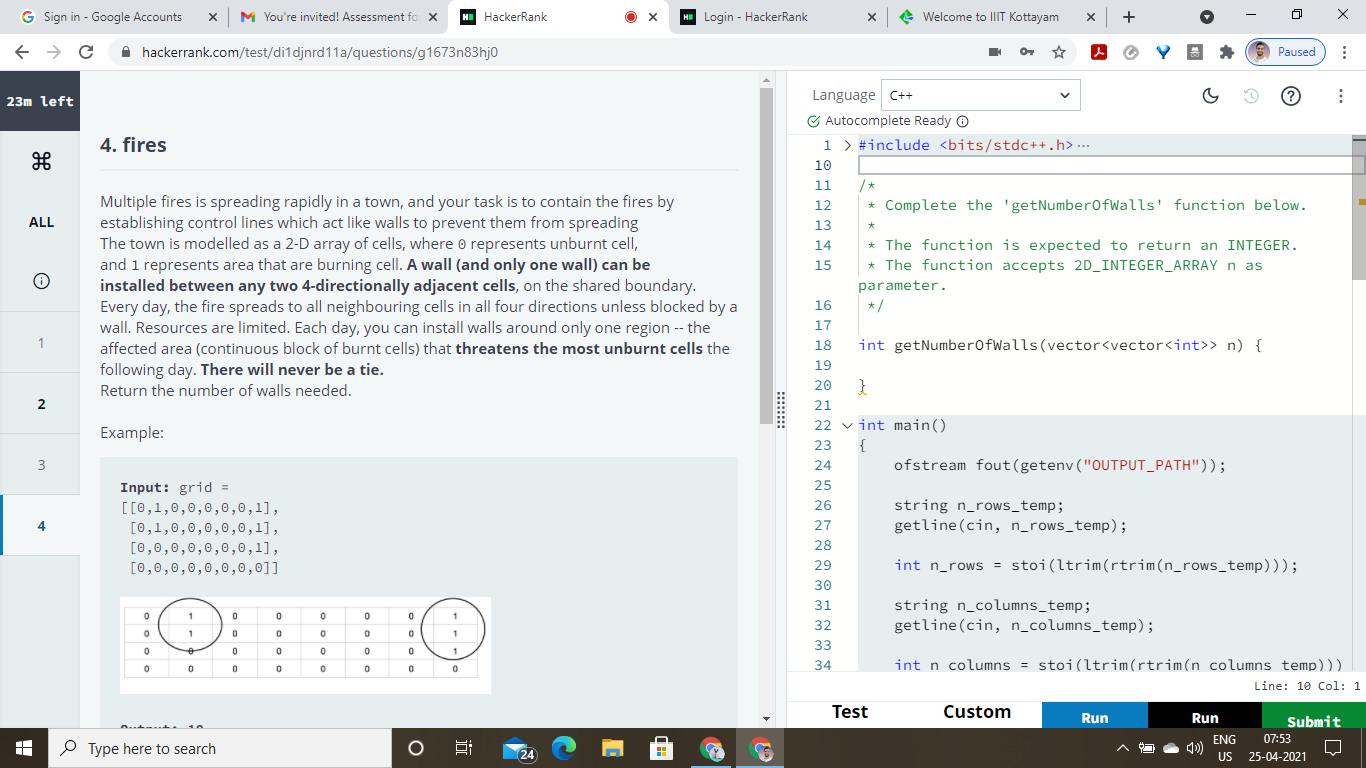 Sign in - Google Accounts
You're invited! Assessment fo
HackerRank
Login - HackerRank
Welcome to IIIT Kottayam
hackerrank.com/test/di1djnrd11a/questions/g1673n83hj0
Paused
23m left
ALL
1
2
3
4
4. fires
Multiple fires is spreading rapidly in a town, and your task is to contain the fires by
establishing control lines which act like walls to prevent them from spreading
The town is modelled as a 2-D array of cells, where 0 represents unburnt cell,
and 1 represents area that are burning cell. A wall (and only one wall) can be
installed between any two 4-directionally adjacent cells, on the shared boundary.
Every day, the fire spreads to all neighbouring cells in all four directions unless blocked by a
wall. Resources are limited. Each day, you can install walls around only one region -- the
affected area (continuous block of burnt cells) that threatens the most unburnt cells the
following day. There will never be a tie.
Return the number of walls needed.
Example:
Input: grid =
[[0,1,0,0,0,0,0,1],
[0,1,0,0,0,0,0,1],
[0,0,0,0,0,0,0,1],
[0,0,0,0,0,0,0,0]]
0 1 0 0 0 0 0 1
0 1 0 0 0 0 0 1
0 0 0 0 0 0 0 1
0 0 0 0 0 0 0 0
Output: 10
Language C++
Autocomplete Ready
1 #include <bits/stdc++.h> ···
10
11 /*
12 * Complete the 'getNumberOfWalls' function below.
13 *
14 * The function is expected to return an INTEGER.
15 * The function accepts 2D_INTEGER_ARRAY n as
parameter.
16 */
17
18 int getNumberOfWalls(vector<vector<int>> n) {
19
20 }
21
22 int main()
23 {
24 ofstream fout(getenv("OUTPUT_PATH"));
25
26 string n_rows_temp;
27 getline(cin, n_rows_temp);
28
29 int n_rows = stoi(ltrim(rtrim(n_rows_temp)));
30
31 string n_columns_temp;
32 getline(cin, n_columns_temp);
33
34 int n_columns = stoi(ltrim(rtrim(n_columns_temp)))
Line: 10 Col: 1
Test
Custom
Run
Run
Submit
Type here to search
24
ENG
US
07:53
25-04-2021